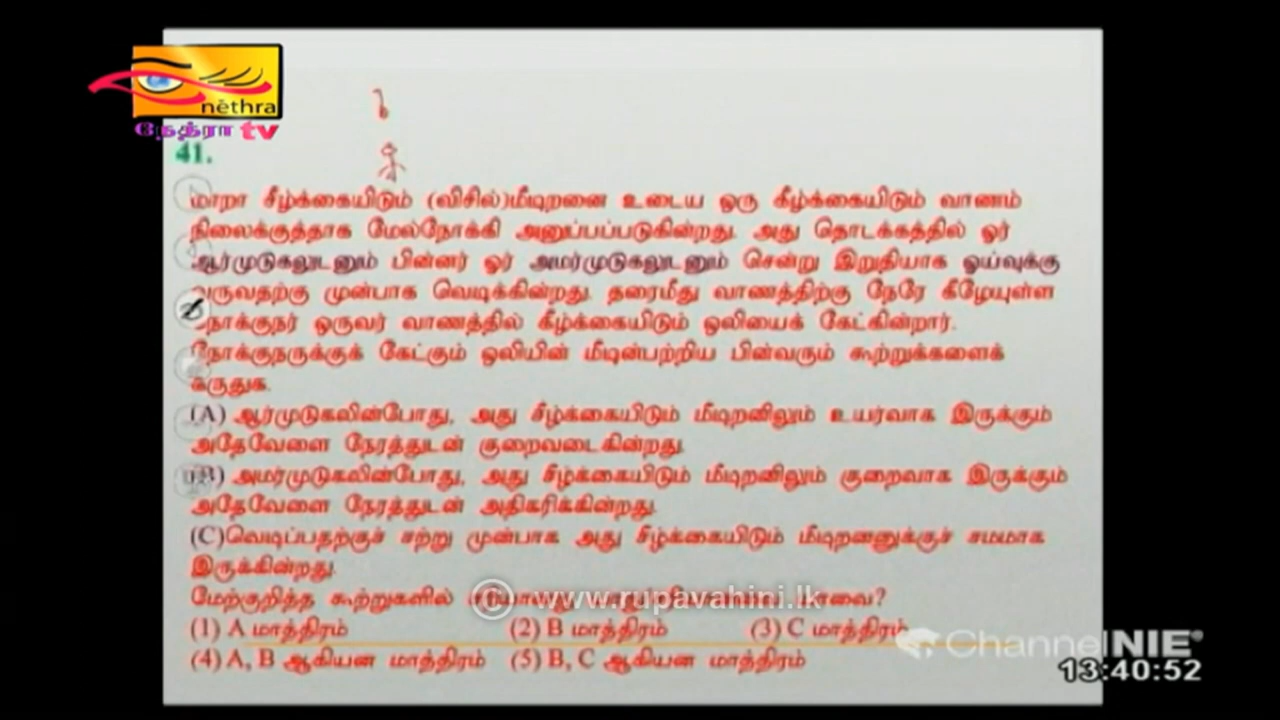 nēthra
நேத்ரா tv
41.
மாறா சீழ்க்கையிடும் (விசில்)மீடிறனை உடைய ஒரு கீழ்க்கையிடும் வாணம்
நிலைக்குத்தாக மேல்நோக்கி அனுப்பப்படுகின்றது. அது தொடக்கத்தில் ஓர்
ஆர்முடுகலுடனும் பின்னர் ஓர் அமர்முடுகலுடனும் சென்று இறுதியாக ஓய்வுக்கு
வருவதற்கு முன்பாக வெடிக்கின்றது. தரைமீது வாணத்திற்கு நேரே கீழேயுள்ள
நோக்குநர் ஒருவர் வாணத்தில் கீழ்க்கையிடும் ஒலியைக் கேட்கின்றார்.
நோக்குநருக்குக் கேட்கும் ஒலியின் மீடின்பற்றிய பின்வரும் கூற்றுக்களைக்
கருதுக.
(A) ஆர்முடுகலின்போது, அது சீழ்க்கையிடும் மீடிறனிலும் உயர்வாக இருக்கும்
அதேவேளை நேரத்துடன் குறைவடைகின்றது.
(B) அமர்முடுகலின்போது, அது சீழ்க்கையிடும் மீடிறனிலும் குறைவாக இருக்கும்
அதேவேளை நேரத்துடன் அதிகரிக்கின்றது.
(C)வெடிப்பதற்குச் சற்று முன்பாக அது சீழ்க்கையிடும் மீடிறனுக்குச் சமமாக
இருக்கின்றது.
மேற்குறித்த கூற்றுகளில் யாவை?
© www.rupavahini.lk
(1) A மாத்திரம் (2) B மாத்திரம் (3) C மாத்திரம்
(4) A, B ஆகியன மாத்திரம் (5) B, C ஆகியன மாத்திரம்
ChannelNIE®
13:40:52